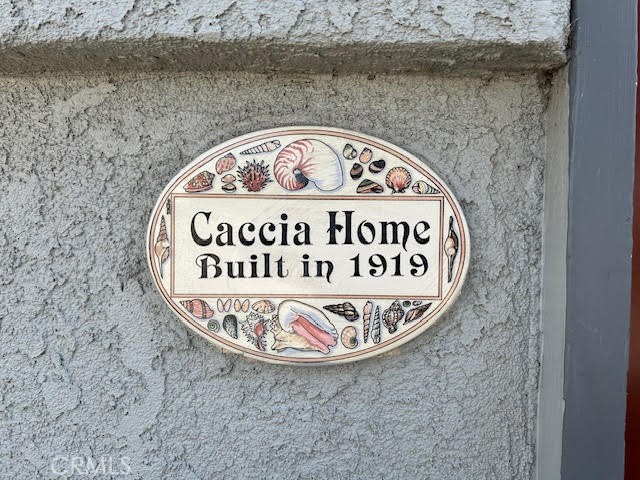 Caccia Home
Built in 1919
CRMLS